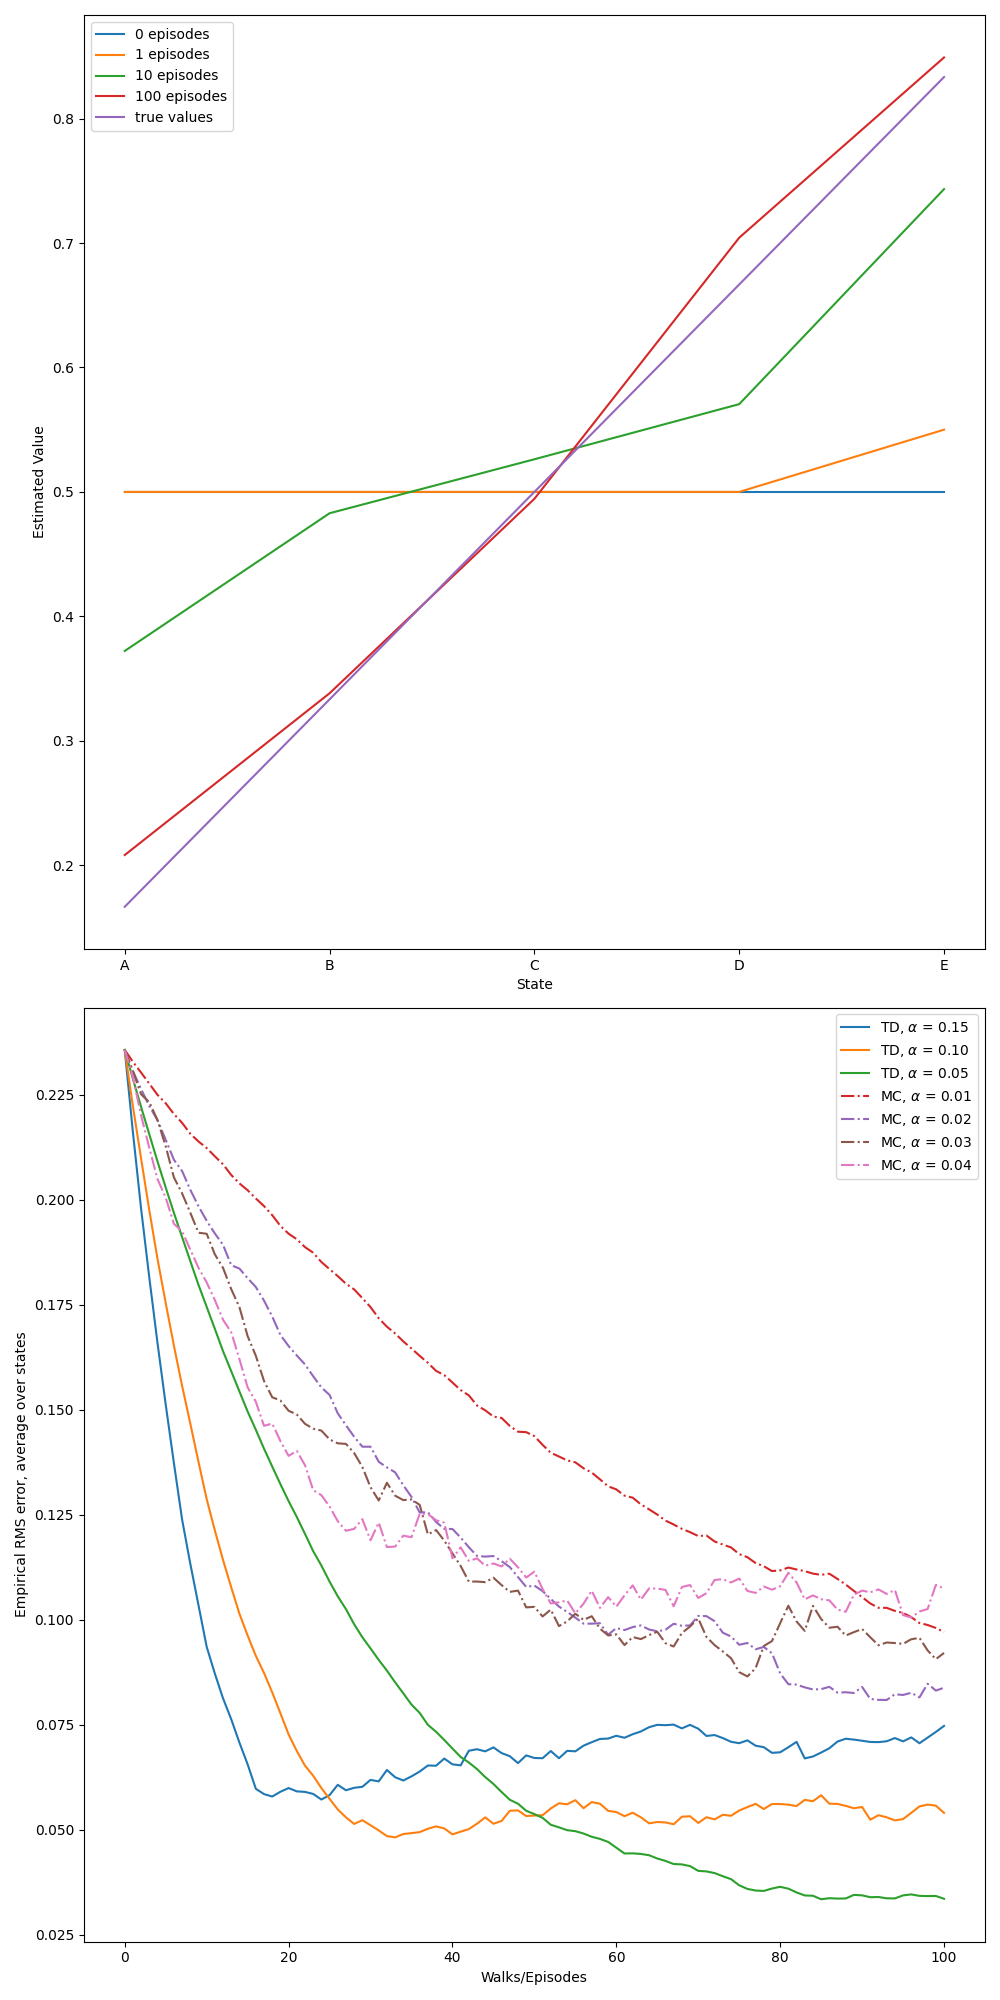 0 episodes
1 episodes
10 episodes
100 episodes
true values
0.8
0.7
0.6
0.5
0.4
0.3
0.2
Estimated Value
A B C D E
State
TD, α = 0.15
TD, α = 0.10
TD, α = 0.05
MC, α = 0.01
MC, α = 0.02
MC, α = 0.03
MC, α = 0.04
0.225
0.200
0.175
0.150
0.125
0.100
0.075
0.050
0.025
Empirical RMS error, average over states
0 20 40 60 80 100
Walks/Episodes